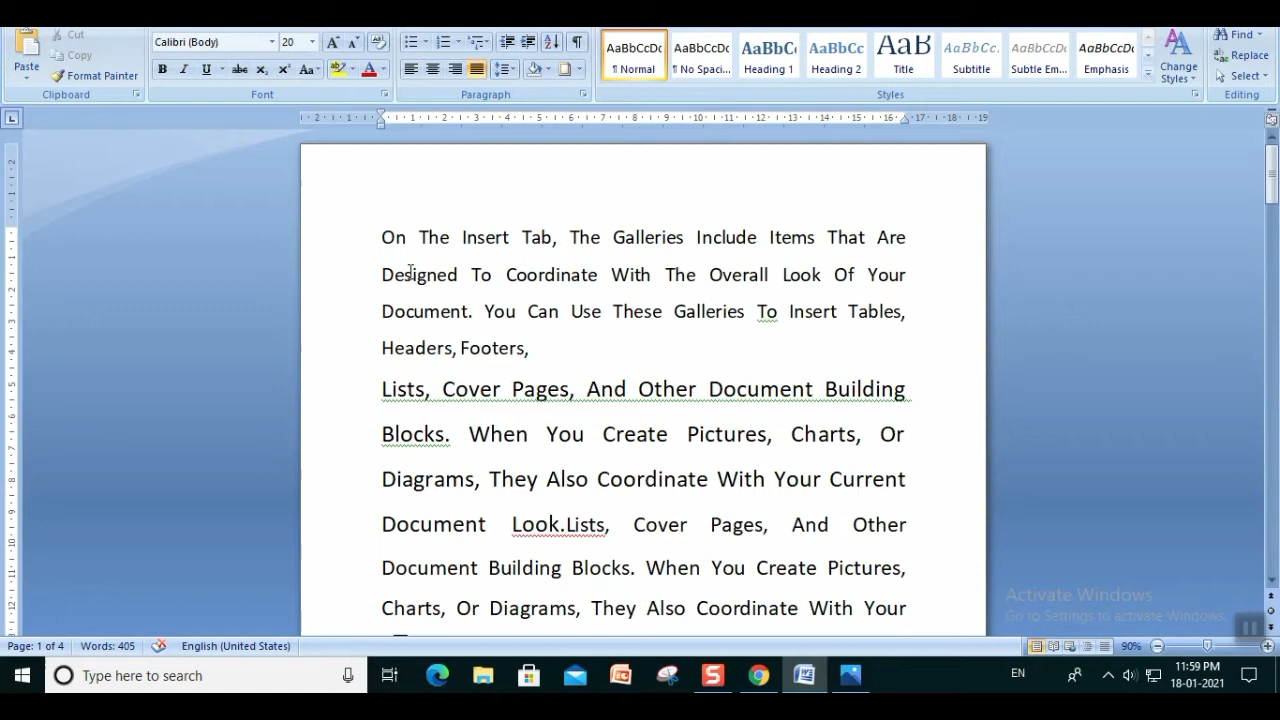 Cut
Copy
Paste
Format Painter
Clipboard
Calibri (Body)
20
Font
Paragraph
AaBbCcDc
¶ Normal
AaBbCcDc
¶ No Spaci...
AaBbCc
Heading 1
AaBbCc
Heading 2
AaB
Title
AaBbCc.
Subtitle
AaBbCcDc
Subtle Em...
AaBbCcDc
Emphasis
Change
Styles
Styles
Find
Replace
Select
Editing
On The Insert Tab, The Galleries Include Items That Are
Designed To Coordinate With The Overall Look Of Your
Document. You Can Use These Galleries To Insert Tables,
Headers, Footers,
Lists, Cover Pages, And Other Document Building
Blocks. When You Create Pictures, Charts, Or
Diagrams, They Also Coordinate With Your Current
Document Look.Lists, Cover Pages, And Other
Document Building Blocks. When You Create Pictures,
Charts, Or Diagrams, They Also Coordinate With Your
Activate Windows
Go to Settings to activate Windows.
Page: 1 of 4
Words: 405
English (United States)
90%
Type here to search
EN
11:59 PM
18-01-2021